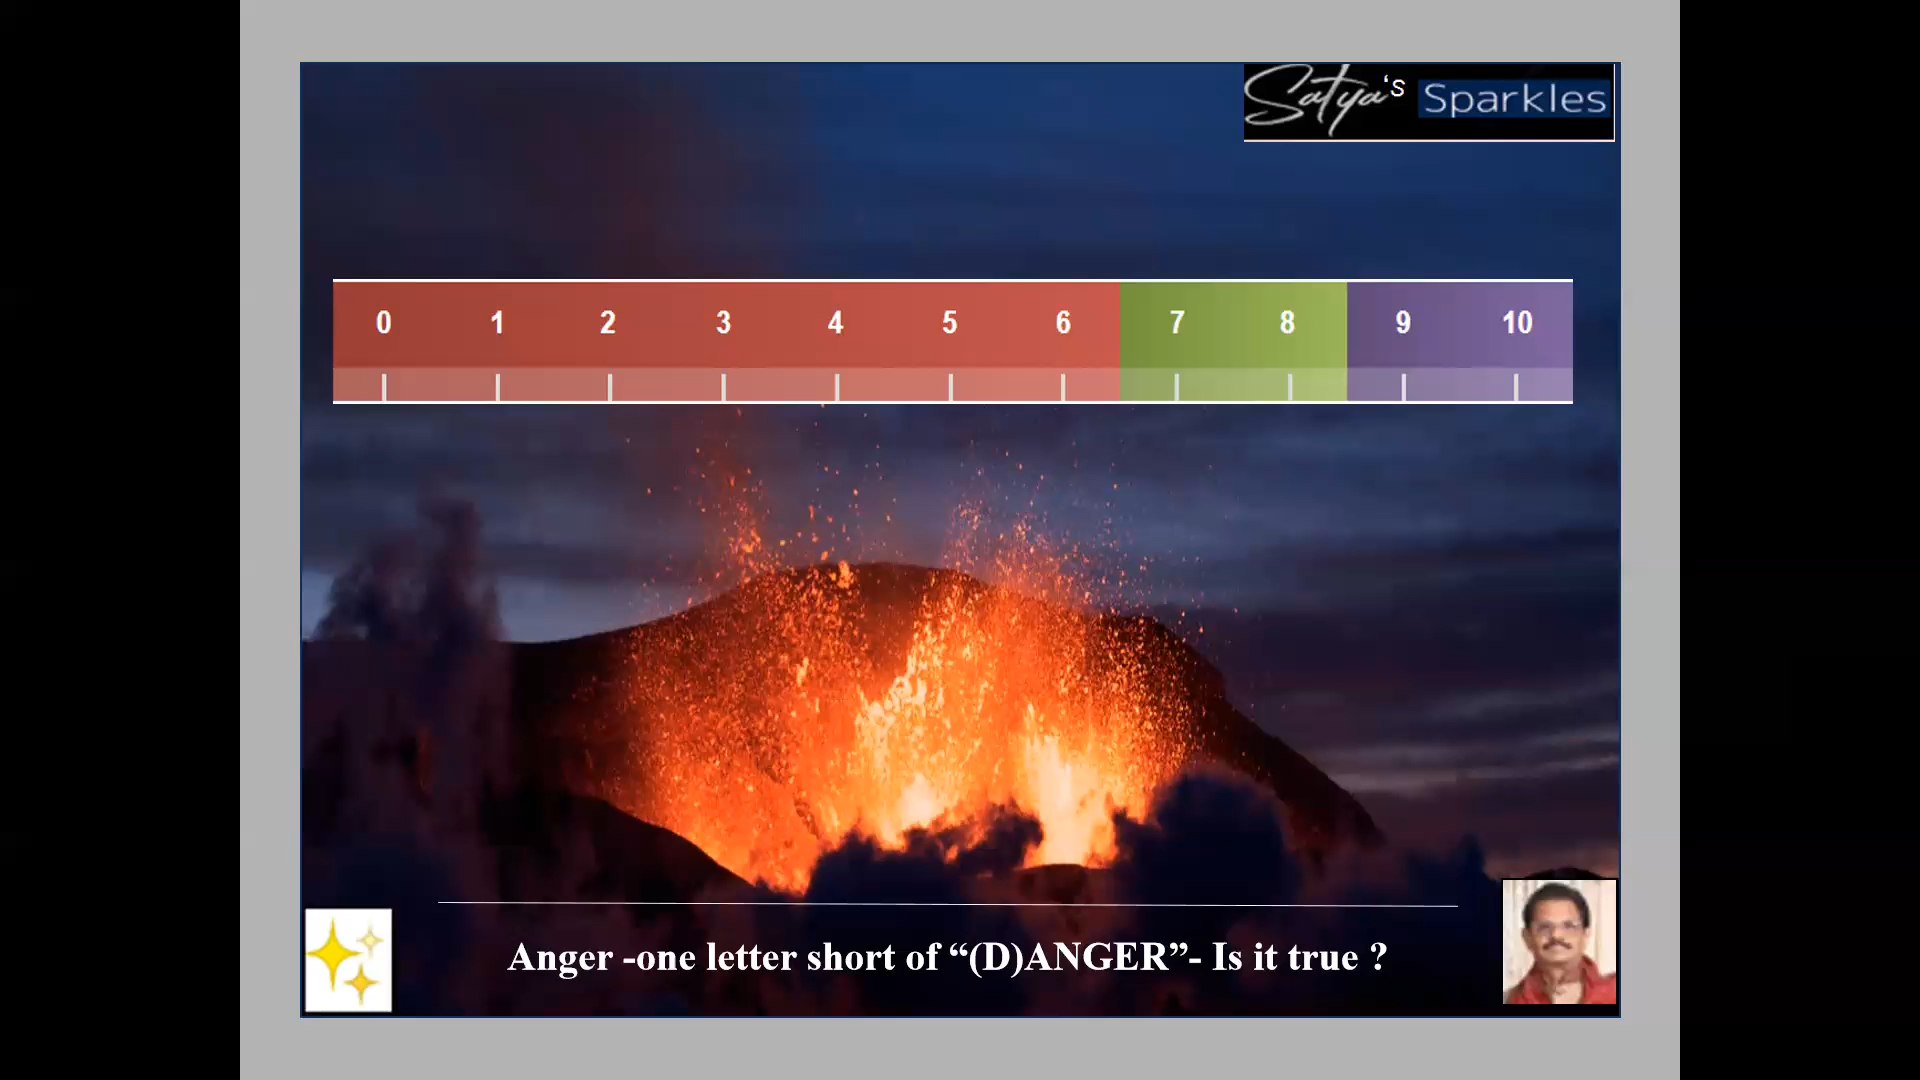 Satya‘s Sparkles
0 1 2 3 4 5 6 7 8 9 10
Anger -one letter short of “(D)ANGER”- Is it true ?